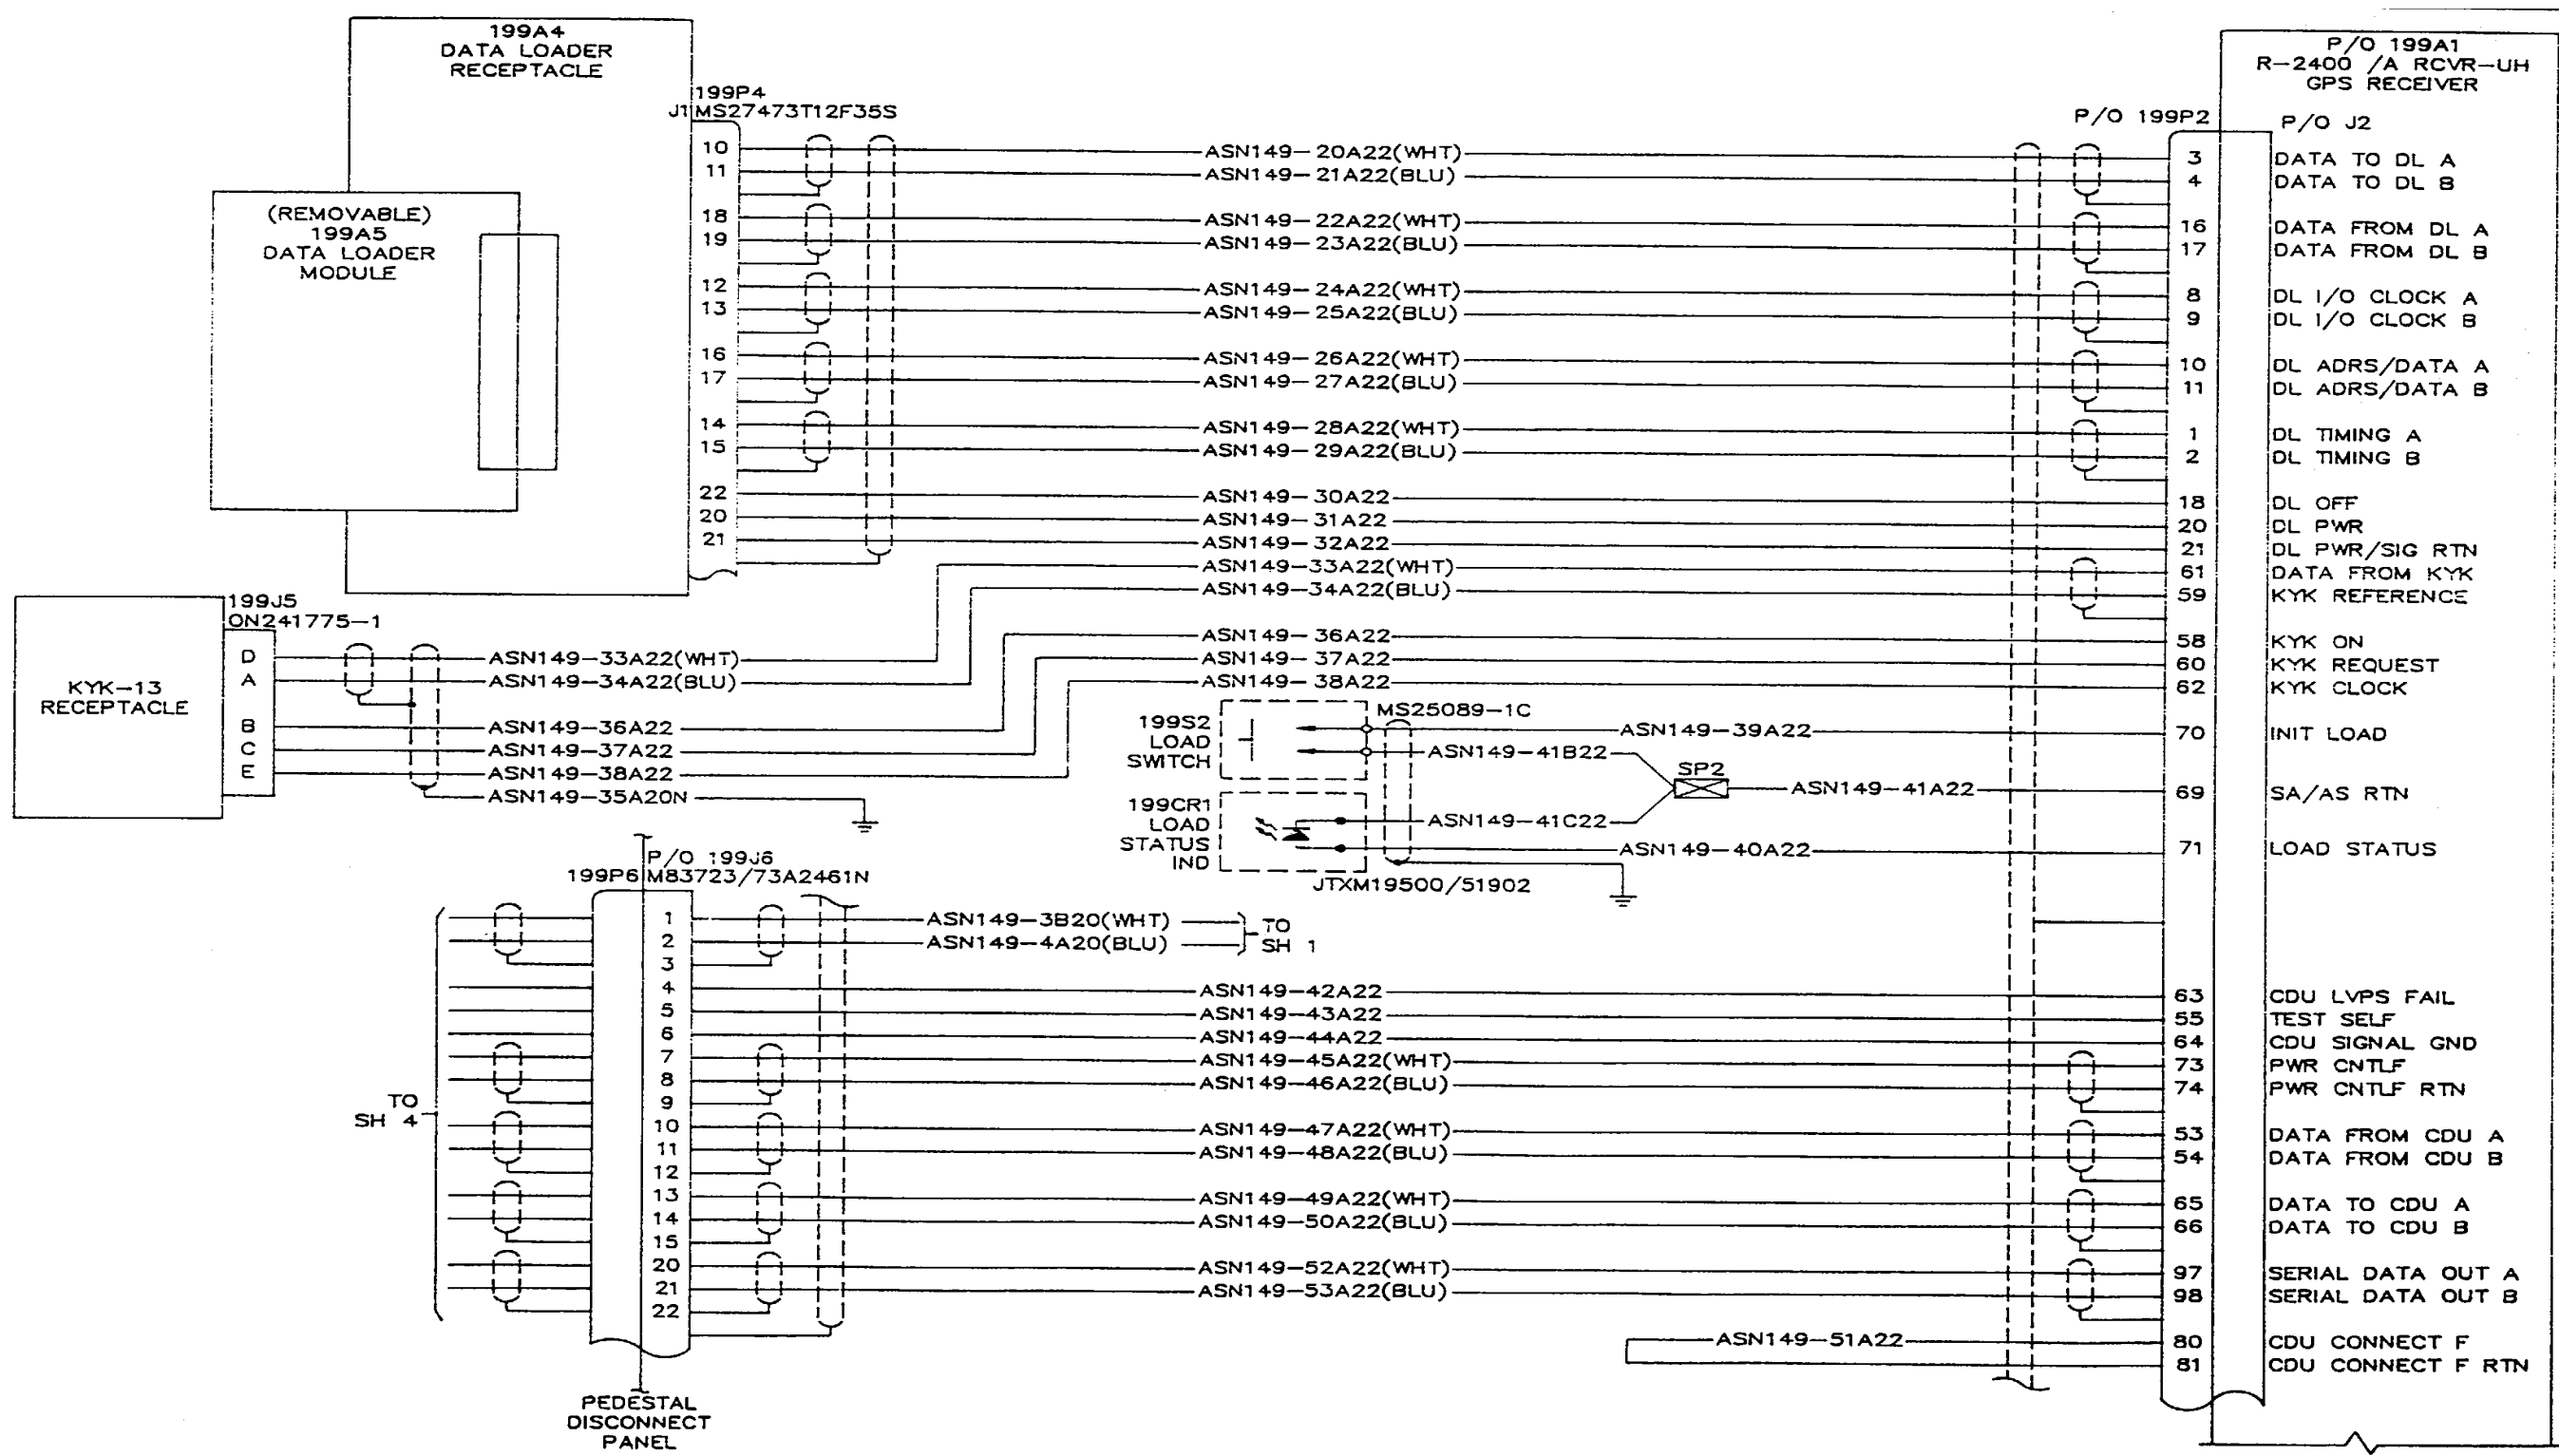 199A4
DATA LOADER
RECEPTACLE
(REMOVABLE)
199A5
DATA LOADER
MODULE
199P4
J1 MS27473T12F35S
10
11
18
19
12
13
16
17
14
15
22
20
21
ASN149-20A22(WHT)
ASN149-21A22(BLU)
ASN149-22A22(WHT)
ASN149-23A22(BLU)
ASN149-24A22(WHT)
ASN149-25A22(BLU)
ASN149-26A22(WHT)
ASN149-27A22(BLU)
ASN149-28A22(WHT)
ASN149-29A22(BLU)
ASN149-30A22
ASN149-31A22
ASN149-32A22
ASN149-33A22(WHT)
ASN149-34A22(BLU)
ASN149-36A22
ASN149-37A22
ASN149-38A22
KYK-13
RECEPTACLE
199J5
ON241775-1
D
A
B
C
E
ASN149-33A22(WHT)
ASN149-34A22(BLU)
ASN149-36A22
ASN149-37A22
ASN149-38A22
ASN149-35A20N
199S2
LOAD
SWITCH
MS25089-1C
ASN149-39A22
ASN149-41B22
SP2
ASN149-41A22
199CR1
LOAD
STATUS
IND
ASN149-41C22
ASN149-40A22
JTXM19500/51902
P/O 199J6
199P6 M83723/73A2461N
TO
SH 4
1
2
3
4
5
6
7
8
9
10
11
12
13
14
15
20
21
22
ASN149-3B20(WHT)
ASN149-4A20(BLU)
TO
SH 1
ASN149-42A22
ASN149-43A22
ASN149-44A22
ASN149-45A22(WHT)
ASN149-46A22(BLU)
ASN149-47A22(WHT)
ASN149-48A22(BLU)
ASN149-49A22(WHT)
ASN149-50A22(BLU)
ASN149-52A22(WHT)
ASN149-53A22(BLU)
ASN149-51A22
PEDESTAL
DISCONNECT
PANEL
P/O 199A1
R-2400 /A RCVR-UH
GPS RECEIVER
P/O 199P2
P/O J2
3 DATA TO DL A
4 DATA TO DL B
16 DATA FROM DL A
17 DATA FROM DL B
8 DL I/O CLOCK A
9 DL I/O CLOCK B
10 DL ADRS/DATA A
11 DL ADRS/DATA B
1 DL TIMING A
2 DL TIMING B
18 DL OFF
20 DL PWR
21 DL PWR/SIG RTN
61 DATA FROM KYK
59 KYK REFERENCE
58 KYK ON
60 KYK REQUEST
62 KYK CLOCK
70 INIT LOAD
69 SA/AS RTN
71 LOAD STATUS
63 CDU LVPS FAIL
55 TEST SELF
64 CDU SIGNAL GND
73 PWR CNTLF
74 PWR CNTLF RTN
53 DATA FROM CDU A
54 DATA FROM CDU B
65 DATA TO CDU A
66 DATA TO CDU B
97 SERIAL DATA OUT A
98 SERIAL DATA OUT B
80 CDU CONNECT F
81 CDU CONNECT F RTN